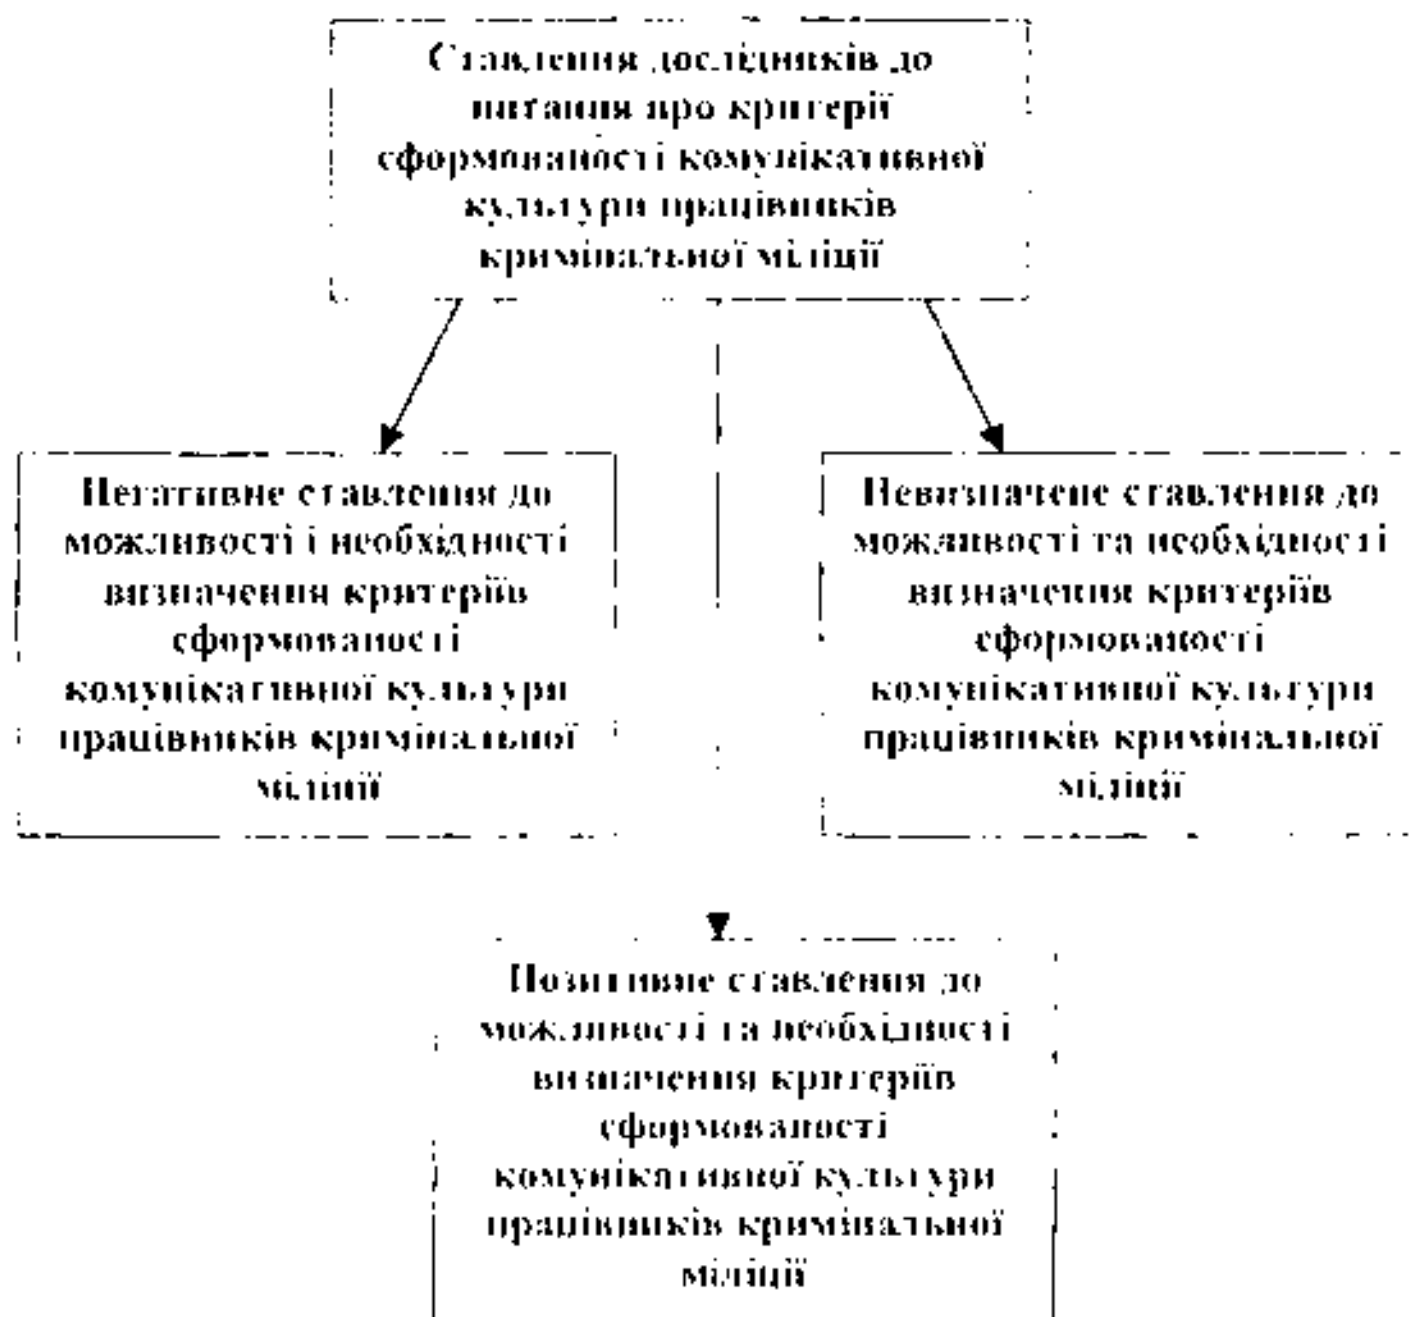 Ставлення дослідників до
питання про критерії
сформованості комунікативної
культури працівників
кримінальної міліції
Негативне ставлення до
можливості і необхідності
визначення критеріїв
сформованості
комунікативної культури
працівників кримінальної
міліції
Невизначене ставлення до
можливості та необхідності
визначення критеріїв
сформованості
комунікативної культури
працівників кримінальної
міліції
Позитивне ставлення до
можливості та необхідності
визначення критеріїв
сформованості
комунікативної культури
працівників кримінальної
міліції